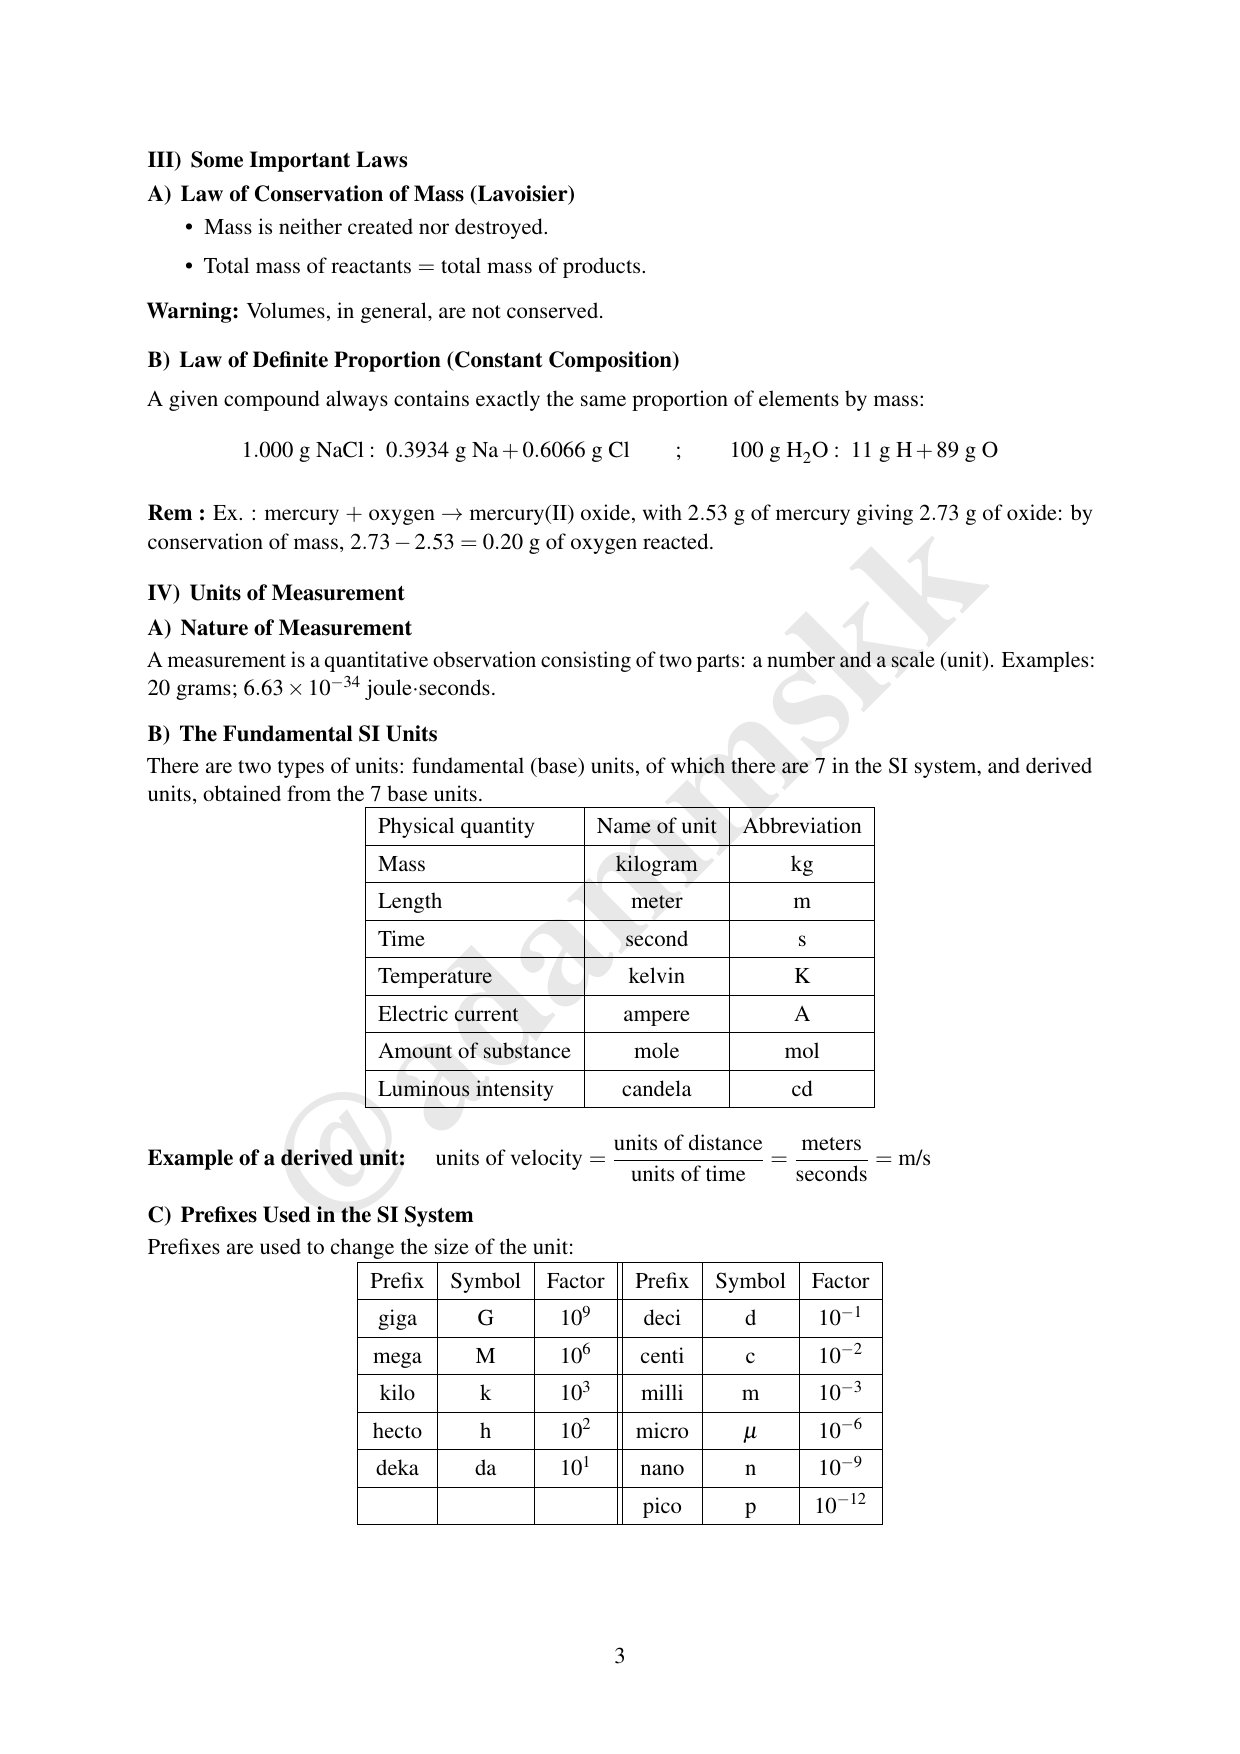 III) Some Important Laws
A) Law of Conservation of Mass (Lavoisier)
• Mass is neither created nor destroyed.
• Total mass of reactants = total mass of products.
Warning: Volumes, in general, are not conserved.
B) Law of Definite Proportion (Constant Composition)
A given compound always contains exactly the same proportion of elements by mass:
1.000 g NaCl : 0.3934 g Na + 0.6066 g Cl ; 100 g H₂O : 11 g H + 89 g O
Rem : Ex. : mercury + oxygen → mercury(II) oxide, with 2.53 g of mercury giving 2.73 g of oxide: by
conservation of mass, 2.73 − 2.53 = 0.20 g of oxygen reacted.
IV) Units of Measurement
A) Nature of Measurement
A measurement is a quantitative observation consisting of two parts: a number and a scale (unit). Examples:
20 grams; 6.63 × 10⁻³⁴ joule·seconds.
B) The Fundamental SI Units
There are two types of units: fundamental (base) units, of which there are 7 in the SI system, and derived
units, obtained from the 7 base units.
Physical quantity Name of unit Abbreviation
Mass kilogram kg
Length meter m
Time second s
Temperature kelvin K
Electric current ampere A
Amount of substance mole mol
Luminous intensity candela cd
Example of a derived unit: units of velocity = units of distance / units of time = meters / seconds = m/s
C) Prefixes Used in the SI System
Prefixes are used to change the size of the unit:
Prefix Symbol Factor Prefix Symbol Factor
giga G 10⁹ deci d 10⁻¹
mega M 10⁶ centi c 10⁻²
kilo k 10³ milli m 10⁻³
hecto h 10² micro μ 10⁻⁶
deka da 10¹ nano n 10⁻⁹
pico p 10⁻¹²
3
@adammskk